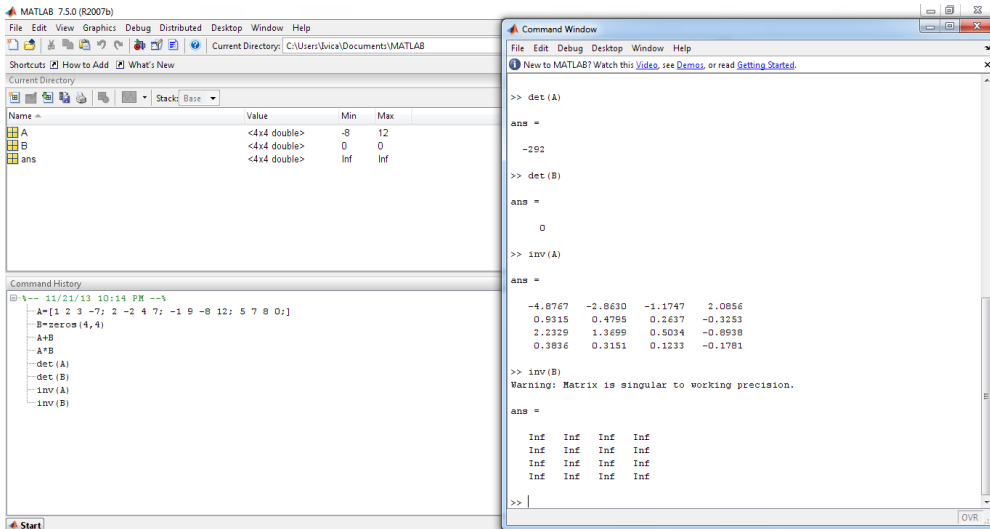 MATLAB 7.5.0 (R2007b)
File Edit View Graphics Debug Distributed Desktop Window Help
Current Directory: C:\Users\Ivica\Documents\MATLAB
Shortcuts How to Add What's New
Current Directory
Stack: Base
Name Value Min Max
A <4x4 double> -8 12
B <4x4 double> 0 0
ans <4x4 double> Inf Inf
Command History
%-- 11/21/13 10:14 PM --%
A=[1 2 3 -7; 2 -2 4 7; -1 9 -8 12; 5 7 8 0;]
B=zeros(4,4)
A+B
A*B
det(A)
det(B)
inv(A)
inv(B)
Start
Command Window
File Edit Debug Desktop Window Help
New to MATLAB? Watch this Video, see Demos, or read Getting Started.
>> det(A)
ans =
-292
>> det(B)
ans =
0
>> inv(A)
ans =
-4.8767 -2.8630 -1.1747 2.0856
0.9315 0.4795 0.2637 -0.3253
2.2329 1.3699 0.5034 -0.8938
0.3836 0.3151 0.1233 -0.1781
>> inv(B)
Warning: Matrix is singular to working precision.
ans =
Inf Inf Inf Inf
Inf Inf Inf Inf
Inf Inf Inf Inf
Inf Inf Inf Inf
>>
OVR